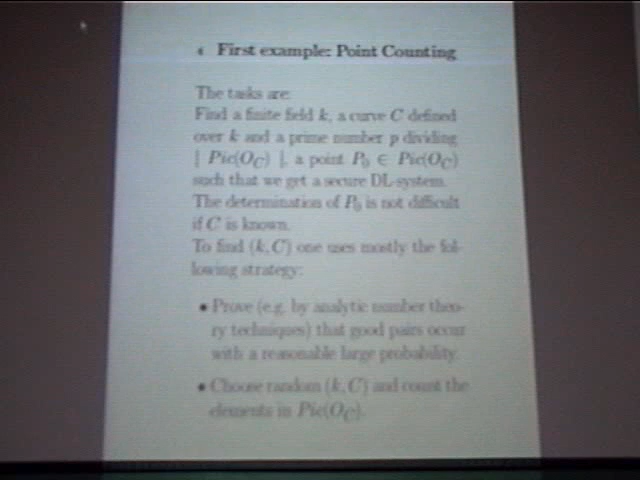 4 First example: Point Counting
The tasks are:
Find a finite field k, a curve C defined
over k and a prime number p dividing
| Pic(O_C) |, a point P_0 ∈ Pic(O_C)
such that we get a secure DL-system.
The determination of P_0 is not difficult
if C is known.
To find (k, C) one uses mostly the fol-
lowing strategy:
• Prove (e.g. by analytic number theo-
ry techniques) that good pairs occur
with a reasonable large probability.
• Choose random (k, C) and count the
elements in Pic(O_C).